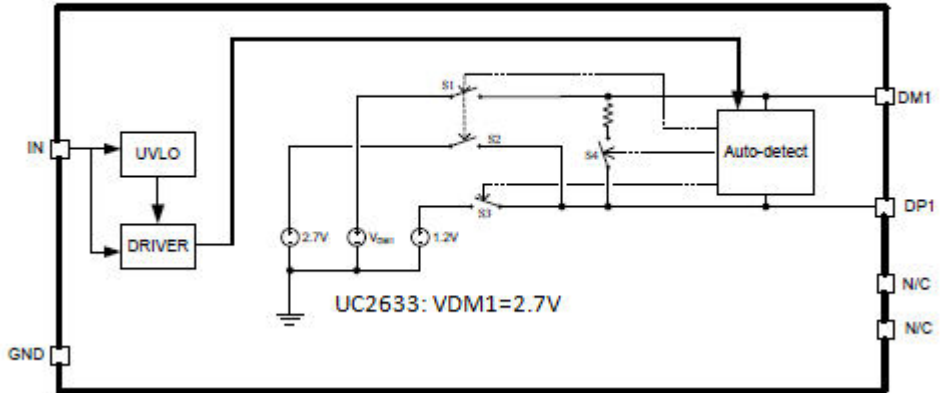 S1
DM1
IN
UVLO
S2
S4
Auto-detect
S3
DP1
DRIVER
2.7V
VDM1
1.2V
N/C
UC2633: VDM1=2.7V
N/C
GND